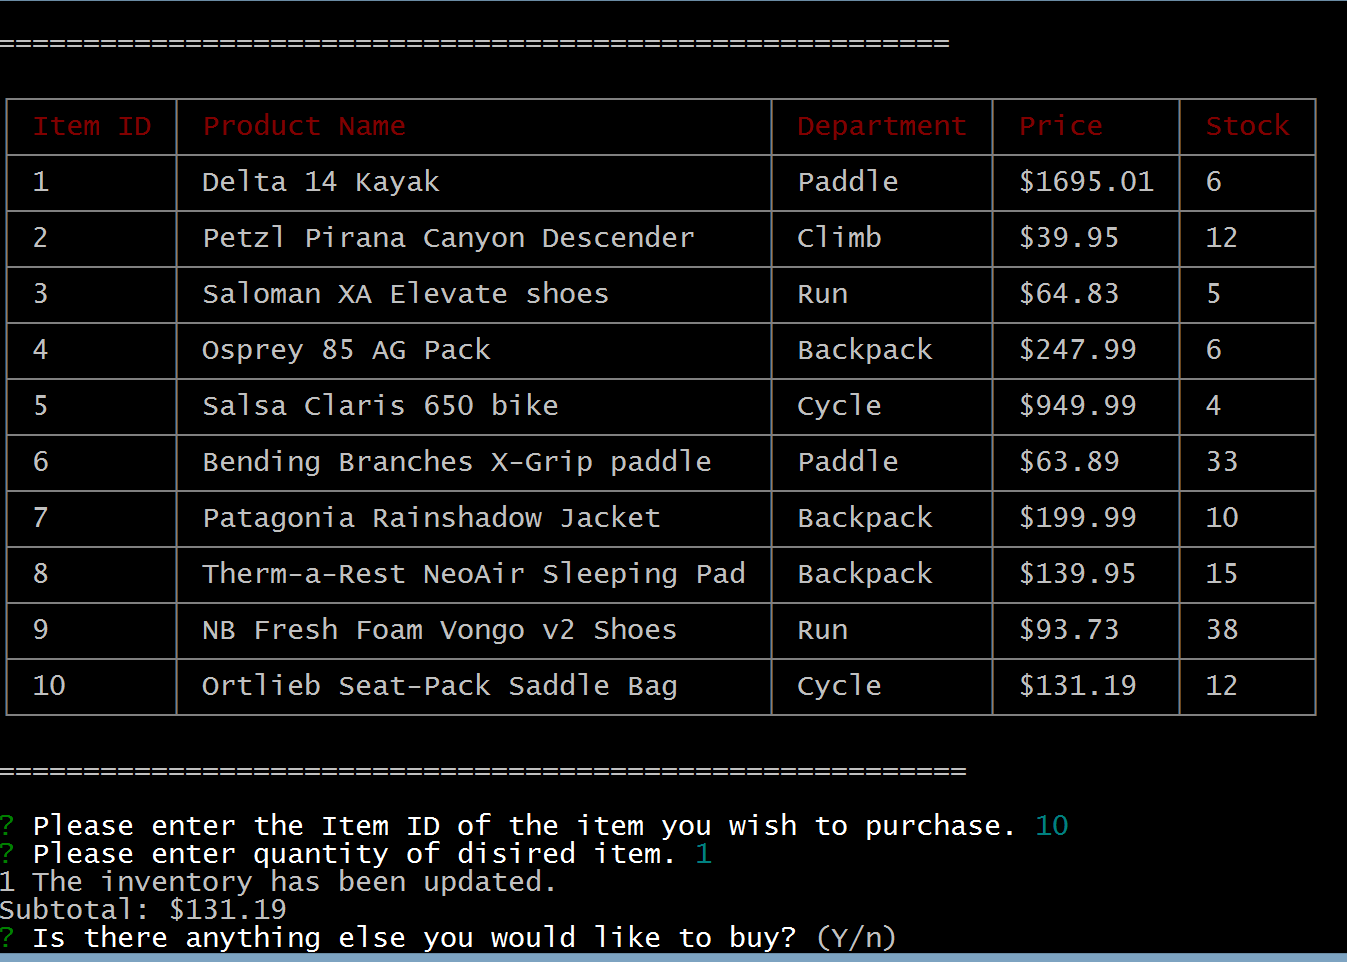 ========================================================
Item ID Product Name Department Price Stock
1 Delta 14 Kayak Paddle $1695.01 6
2 Petzl Pirana Canyon Descender Climb $39.95 12
3 Saloman XA Elevate shoes Run $64.83 5
4 Osprey 85 AG Pack Backpack $247.99 6
5 Salsa Claris 650 bike Cycle $949.99 4
6 Bending Branches X-Grip paddle Paddle $63.89 33
7 Patagonia Rainshadow Jacket Backpack $199.99 10
8 Therm-a-Rest NeoAir Sleeping Pad Backpack $139.95 15
9 NB Fresh Foam Vongo v2 Shoes Run $93.73 38
10 Ortlieb Seat-Pack Saddle Bag Cycle $131.19 12
=========================================================
? Please enter the Item ID of the item you wish to purchase. 10
? Please enter quantity of disired item. 1
1 The inventory has been updated.
Subtotal: $131.19
? Is there anything else you would like to buy? (Y/n)